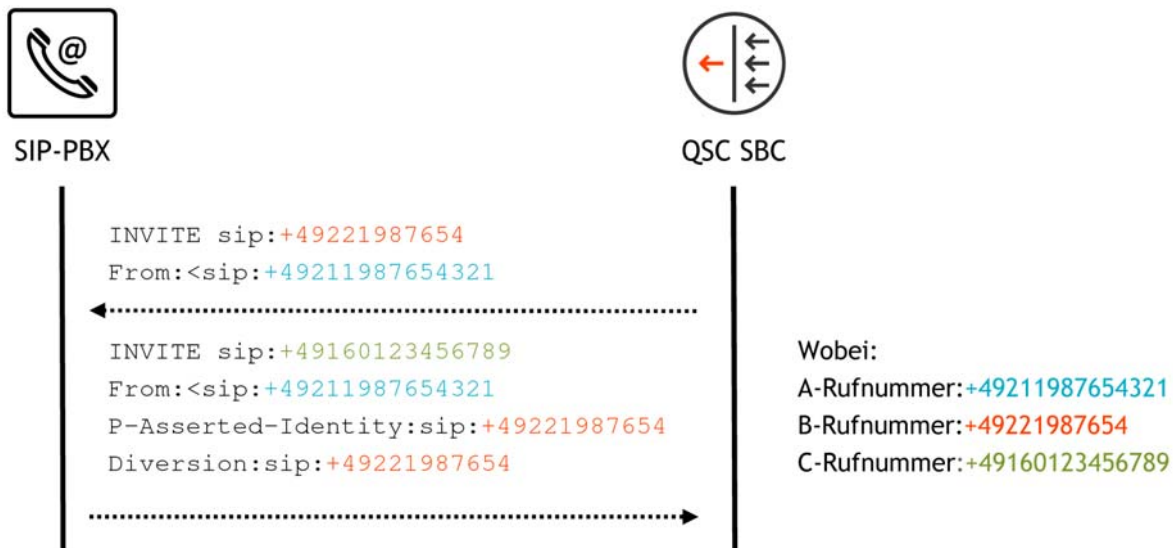 @
SIP-PBX
QSC SBC
INVITE sip:+49221987654
From:<sip:+49211987654321
INVITE sip:+49160123456789
From:<sip:+49211987654321
P-Asserted-Identity:sip:+49221987654
Diversion:sip:+49221987654
Wobei:
A-Rufnummer:+49211987654321
B-Rufnummer:+49221987654
C-Rufnummer:+49160123456789